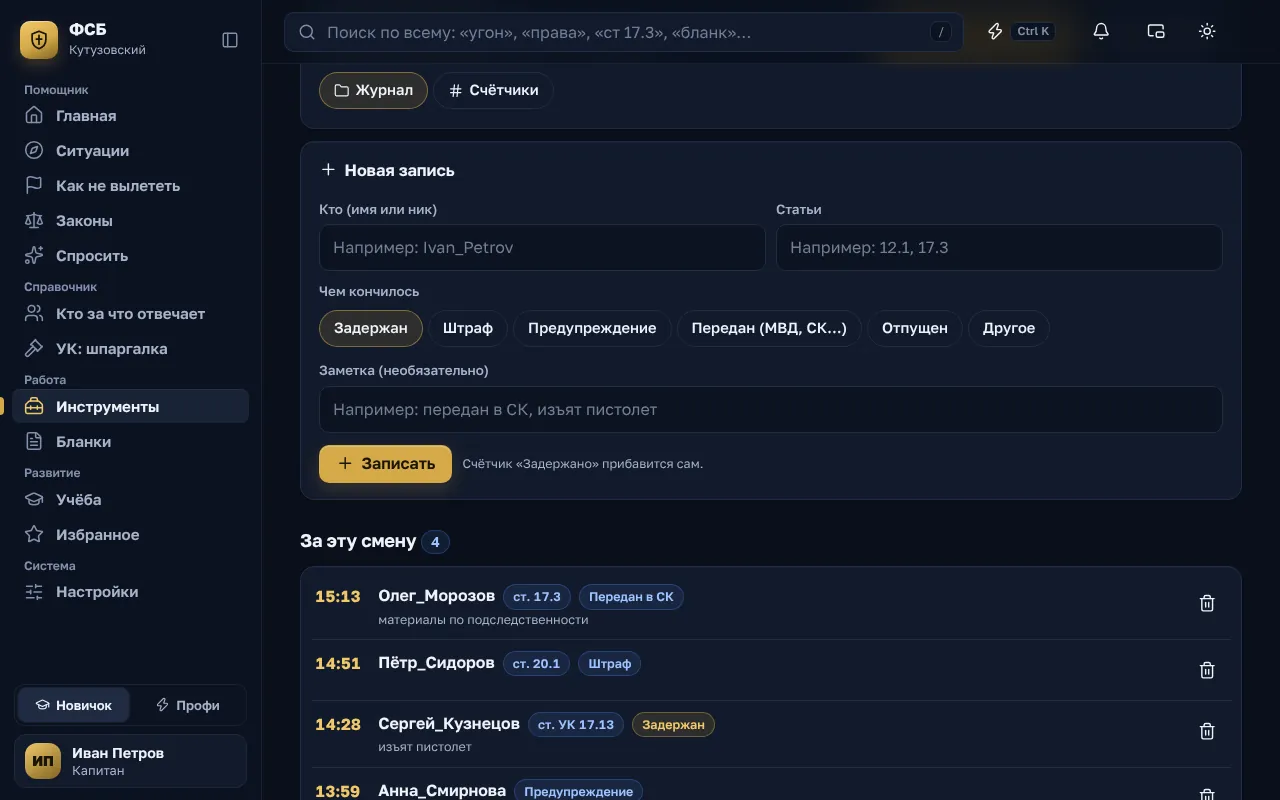 ФСБ
Кутузовский
Помощник
Главная
Ситуации
Как не вылететь
Законы
Спросить
Справочник
Кто за что отвечает
УК: шпаргалка
Работа
Инструменты
Бланки
Развитие
Учёба
Избранное
Система
Настройки
Новичок Профи
ИП Иван Петров
Капитан
Поиск по всему: «угон», «права», «ст 17.3», «бланк»… / Ctrl K
Журнал Счётчики
Новая запись
Кто (имя или ник) Статьи
Например: Ivan_Petrov Например: 12.1, 17.3
Чем кончилось
Задержан Штраф Предупреждение Передан (МВД, СК…) Отпущен Другое
Заметка (необязательно)
Например: передан в СК, изъят пистолет
Записать Счётчик «Задержано» прибавится сам.
За эту смену 4
15:13 Олег_Морозов ст. 17.3 Передан в СК
материалы по подследственности
14:51 Пётр_Сидоров ст. 20.1 Штраф
14:28 Сергей_Кузнецов ст. УК 17.13 Задержан
изъят пистолет
13:59 Анна_Смирнова Предупреждение